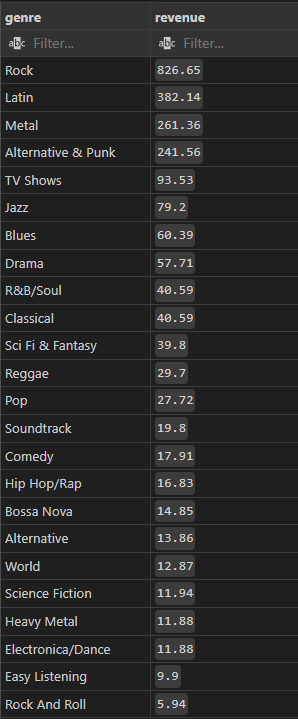 genre revenue
abc Filter... abc Filter...
Rock 826.65
Latin 382.14
Metal 261.36
Alternative & Punk 241.56
TV Shows 93.53
Jazz 79.2
Blues 60.39
Drama 57.71
R&B/Soul 40.59
Classical 40.59
Sci Fi & Fantasy 39.8
Reggae 29.7
Pop 27.72
Soundtrack 19.8
Comedy 17.91
Hip Hop/Rap 16.83
Bossa Nova 14.85
Alternative 13.86
World 12.87
Science Fiction 11.94
Heavy Metal 11.88
Electronica/Dance 11.88
Easy Listening 9.9
Rock And Roll 5.94